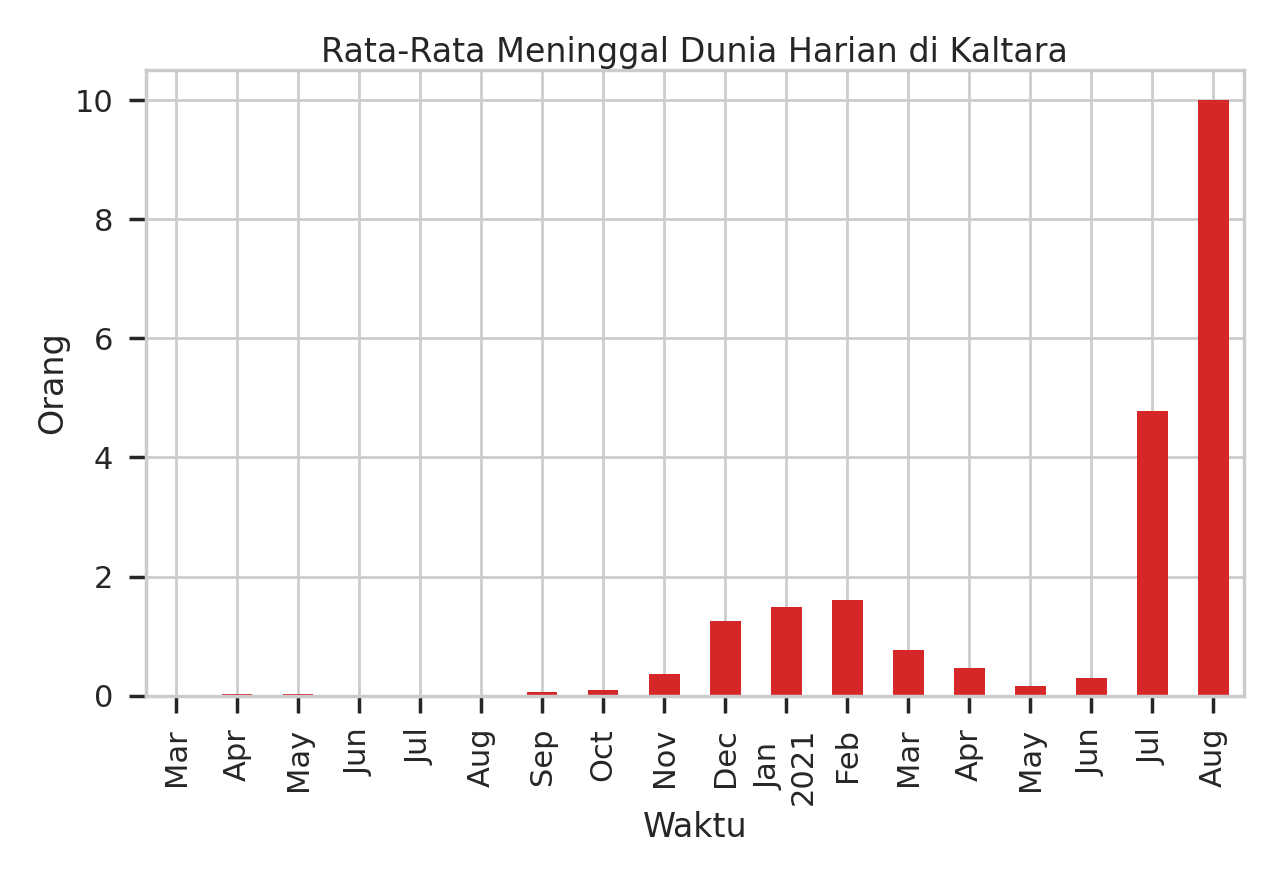 Rata-Rata Meninggal Dunia Harian di Kaltara
10
8
6
4
2
0
Orang
Mar
Apr
May
Jun
Jul
Aug
Sep
Oct
Nov
Dec
Jan
2021
Feb
Mar
Apr
May
Jun
Jul
Aug
Waktu